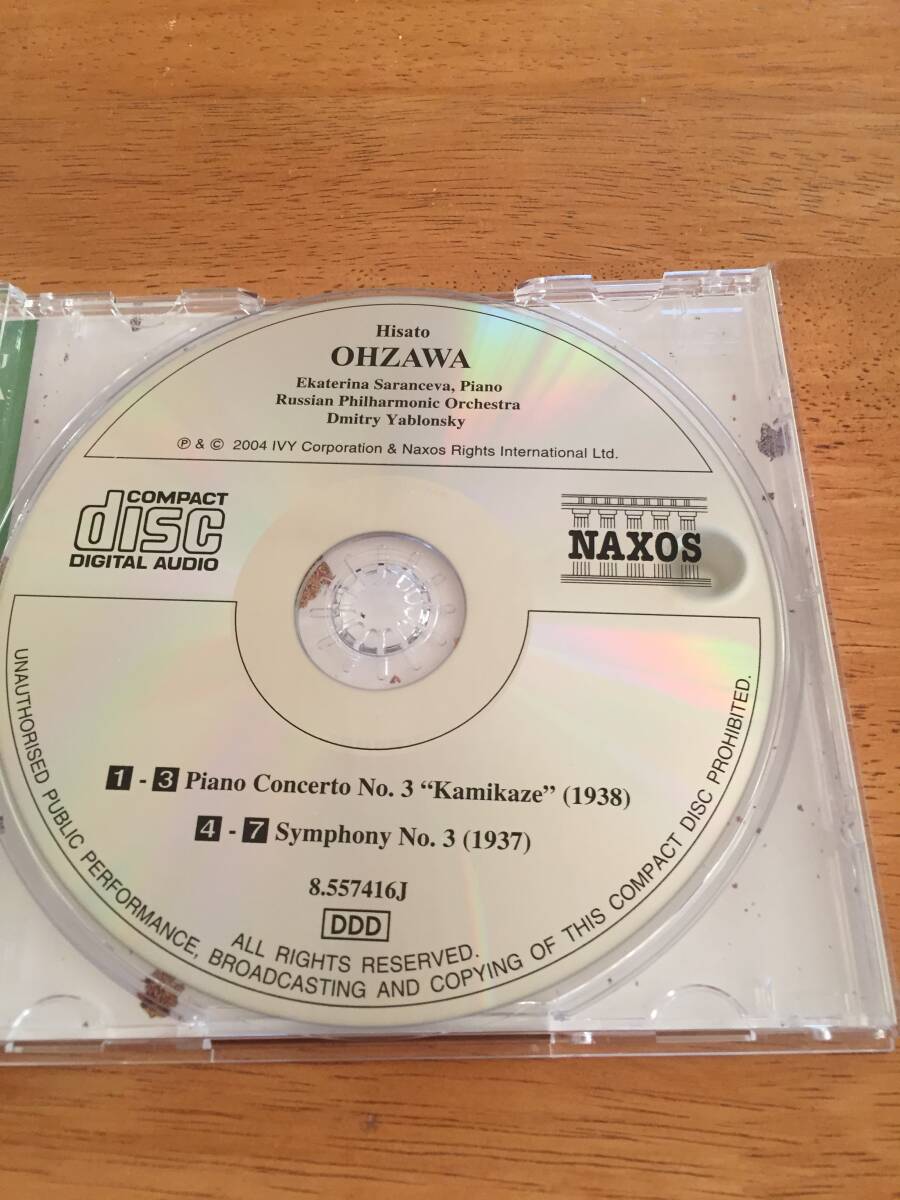 Hisato
OHZAWA
Ekaterina Saranceva, Piano
Russian Philharmonic Orchestra
Dmitry Yablonsky
℗ & © 2004 IVY Corporation & Naxos Rights International Ltd.
COMPACT
disc
DIGITAL AUDIO
NAXOS
1 - 3 Piano Concerto No. 3 “Kamikaze” (1938)
4 - 7 Symphony No. 3 (1937)
8.557416J
DDD
ALL RIGHTS RESERVED.
UNAUTHORISED PUBLIC PERFORMANCE, BROADCASTING AND COPYING OF THIS COMPACT DISC PROHIBITED.